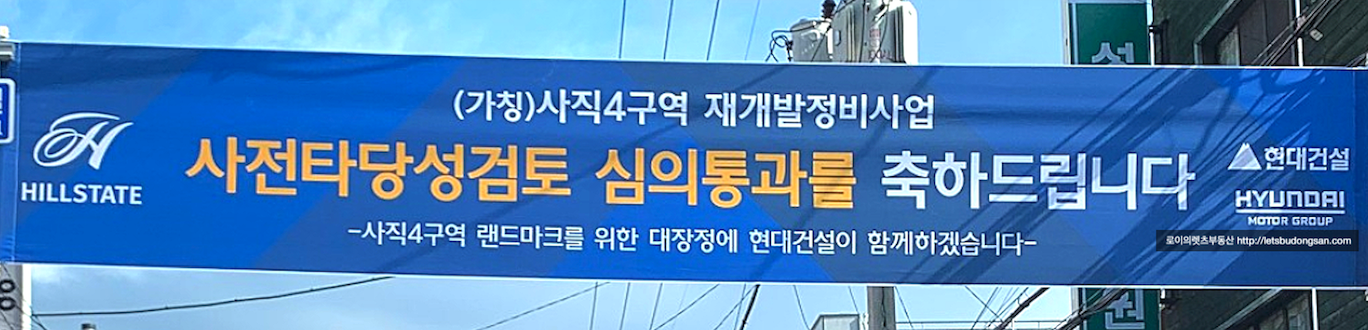 (가칭)사직4구역 재개발정비사업
HILLSTATE
사전타당성검토 심의통과를 축하드립니다
현대건설
HYUNDAI
MOTOR GROUP
-사직4구역 랜드마크를 위한 대장정에 현대건설이 함께하겠습니다-
로이의렛츠부동산 http://letsbudongsan.com